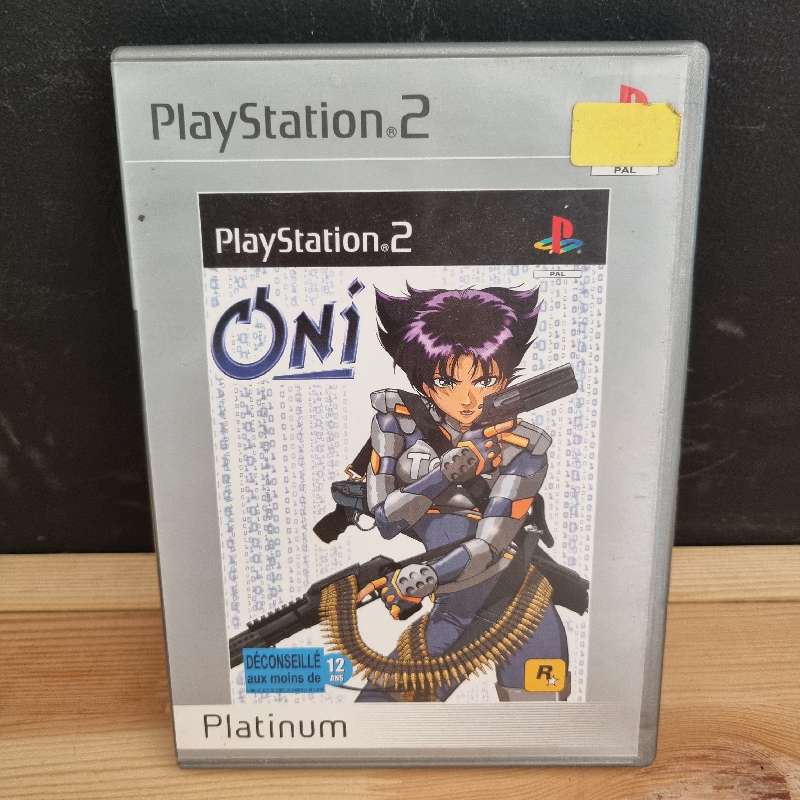 PlayStation®2
PAL
PlayStation®2
PAL
Oni
DÉCONSEILLÉ
aux moins de
12
ANS
R
Platinum